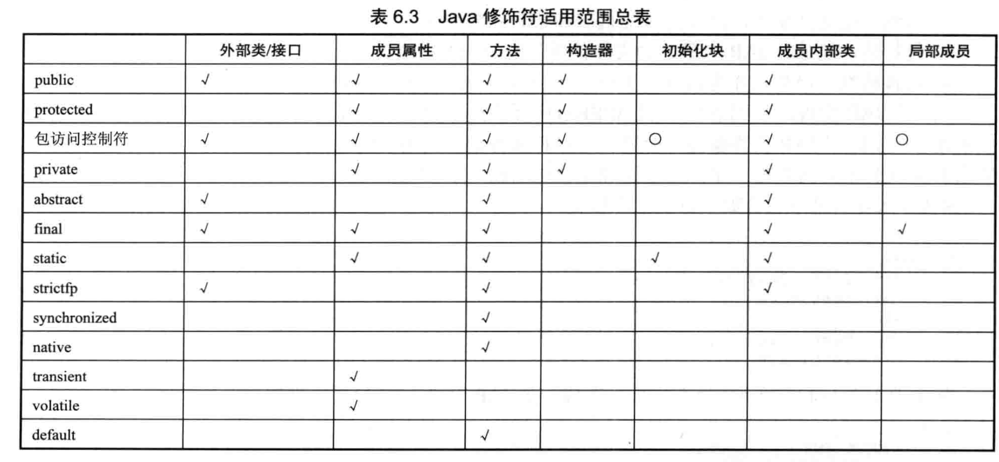 表 6.3 Java 修饰符适用范围总表
外部类/接口 成员属性 方法 构造器 初始化块 成员内部类 局部成员
public √ √ √ √ √
protected √ √ √ √
包访问控制符 √ √ √ √ ○ √ ○
private √ √ √ √
abstract √ √ √
final √ √ √ √ √
static √ √ √ √
strictfp √ √ √
synchronized √
native √
transient √
volatile √
default √